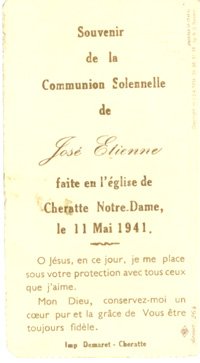 Souvenir
de la
Communion Solennelle
de
José Etienne
faite en l'église de
Cheratte Notre.Dame,
le 11 Mai 1941.
O Jésus, en ce jour, je me place
sous votre protection avec tous ceux
que j'aime.
Mon Dieu, conservez-moi un
cœur pur et la grâce de Vous être
toujours fidèle.
Imp Demaret - Cheratte